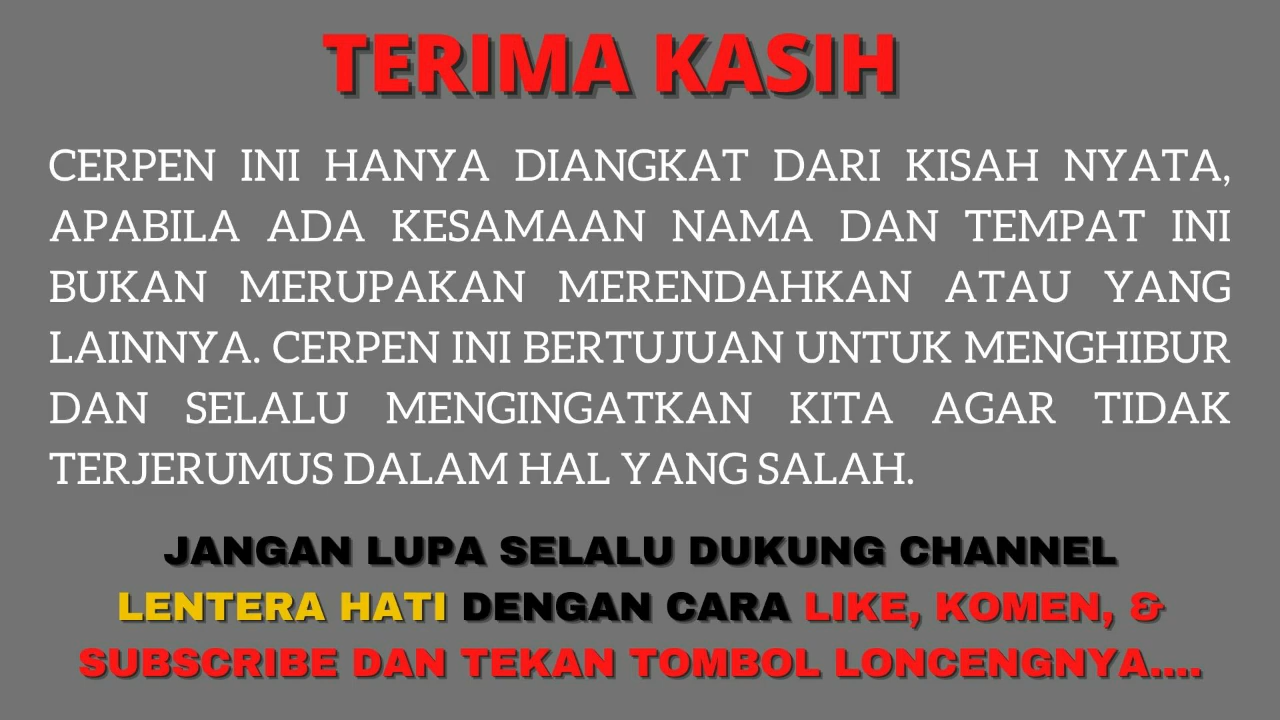 TERIMA KASIH
CERPEN INI HANYA DIANGKAT DARI KISAH NYATA,
APABILA ADA KESAMAAN NAMA DAN TEMPAT INI
BUKAN MERUPAKAN MERENDAHKAN ATAU YANG
LAINNYA. CERPEN INI BERTUJUAN UNTUK MENGHIBUR
DAN SELALU MENGINGATKAN KITA AGAR TIDAK
TERJERUMUS DALAM HAL YANG SALAH.
JANGAN LUPA SELALU DUKUNG CHANNEL
LENTERA HATI DENGAN CARA LIKE, KOMEN, &
SUBSCRIBE DAN TEKAN TOMBOL LONCENGNYA....